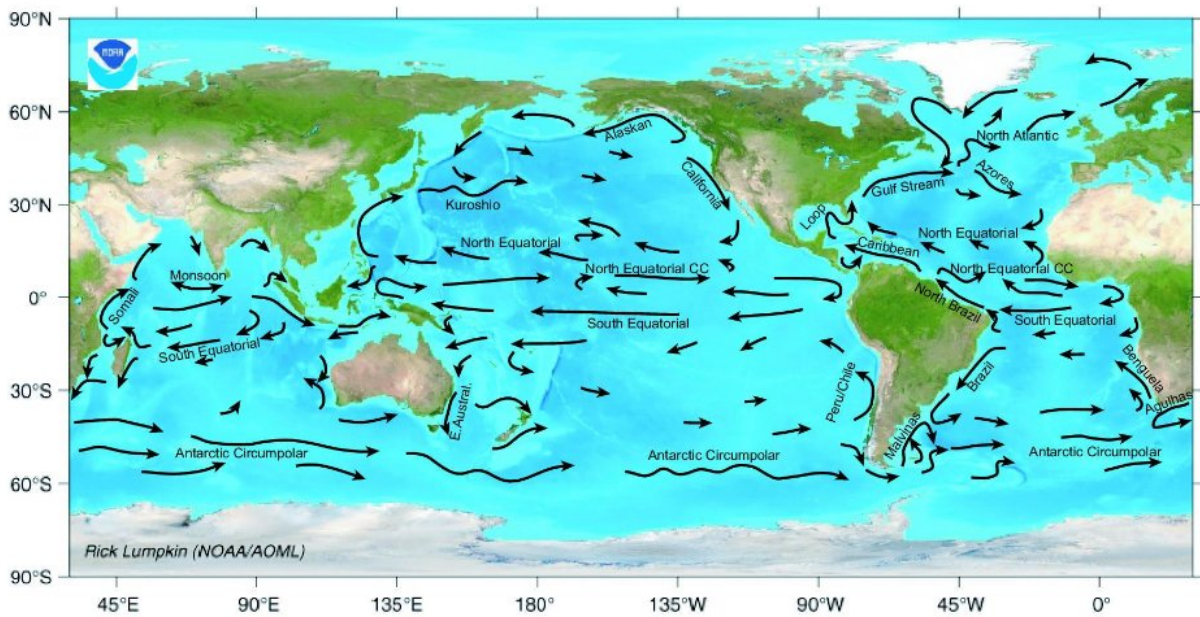 90°N
NOAA
60°N
Alaskan
North Atlantic
California
Azores
Gulf Stream
Kuroshio
30°N
Loop
North Equatorial
North Equatorial
Caribbean
Monsoon
North Equatorial CC
North Equatorial CC
0°
Somali
North Brazil
South Equatorial
South Equatorial
South Equatorial
Benguela
Brazil
30°S
E.Austral.
Peru/Chile
Agulhas
Malvinas
Antarctic Circumpolar
Antarctic Circumpolar
Antarctic Circumpolar
60°S
Rick Lumpkin (NOAA/AOML)
90°S
45°E 90°E 135°E 180° 135°W 90°W 45°W 0°